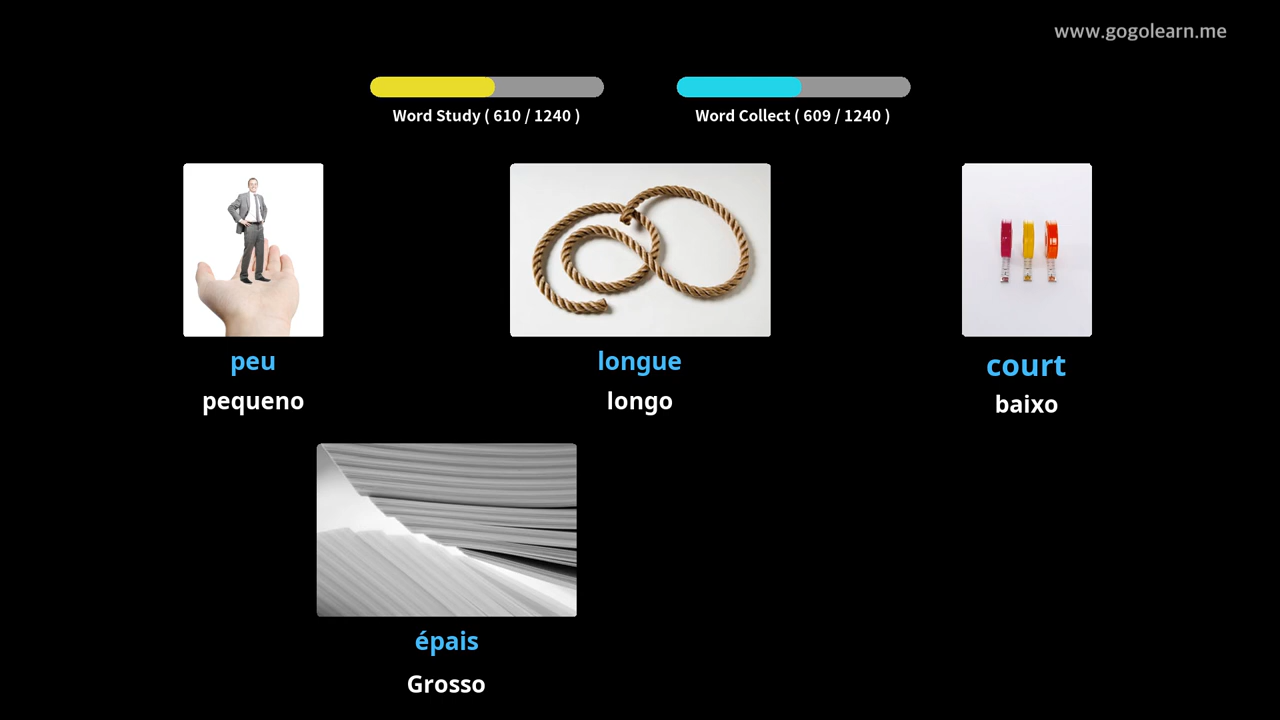 www.gogolearn.me
Word Study ( 610 / 1240 )
Word Collect ( 609 / 1240 )
peu
pequeno
longue
longo
court
baixo
épais
Grosso